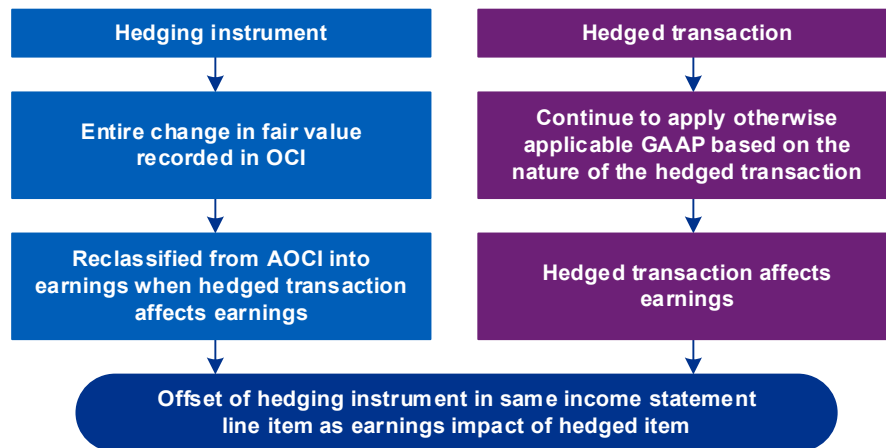 Hedging instrument
Entire change in fair value
recorded in OCI
Reclassified from AOCI into
earnings when hedged transaction
affects earnings
Hedged transaction
Continue to apply otherwise
applicable GAAP based on the
nature of the hedged transaction
Hedged transaction affects
earnings
Offset of hedging instrument in same income statement
line item as earnings impact of hedged item